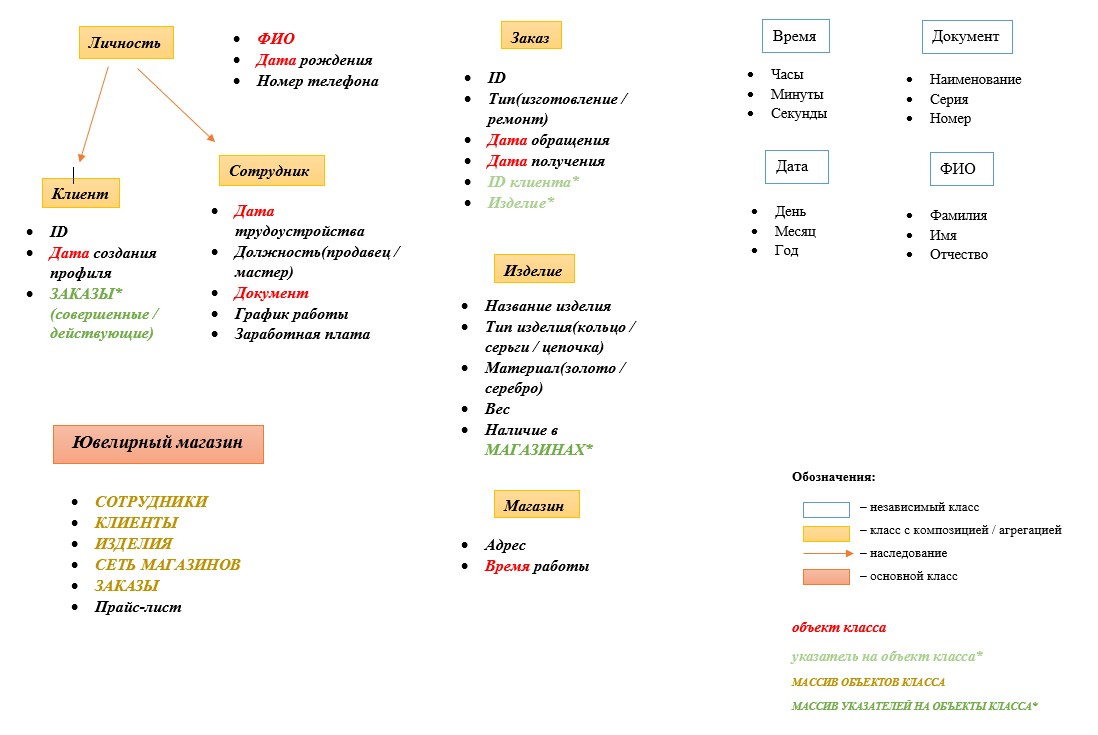 Личность
ФИО
Дата рождения
Номер телефона
Клиент
ID
Дата создания
профиля
ЗАКАЗЫ*
(совершенные /
действующие)
Сотрудник
Дата
трудоустройства
Должность(продавец /
мастер)
Документ
График работы
Заработная плата
Ювелирный магазин
СОТРУДНИКИ
КЛИЕНТЫ
ИЗДЕЛИЯ
СЕТЬ МАГАЗИНОВ
ЗАКАЗЫ
Прайс-лист
Заказ
ID
Тип(изготовление /
ремонт)
Дата обращения
Дата получения
ID клиента*
Изделие*
Изделие
Название изделия
Тип изделия(кольцо /
серьги / цепочка)
Материал(золото /
серебро)
Вес
Наличие в
МАГАЗИНАХ*
Магазин
Адрес
Время работы
Время
Часы
Минуты
Секунды
Документ
Наименование
Серия
Номер
Дата
День
Месяц
Год
ФИО
Фамилия
Имя
Отчество
Обозначения:
– независимый класс
– класс с композицией / агрегацией
– наследование
– основной класс
объект класса
указатель на объект класса*
МАССИВ ОБЪЕКТОВ КЛАССА
МАССИВ УКАЗАТЕЛЕЙ НА ОБЪЕКТЫ КЛАССА*